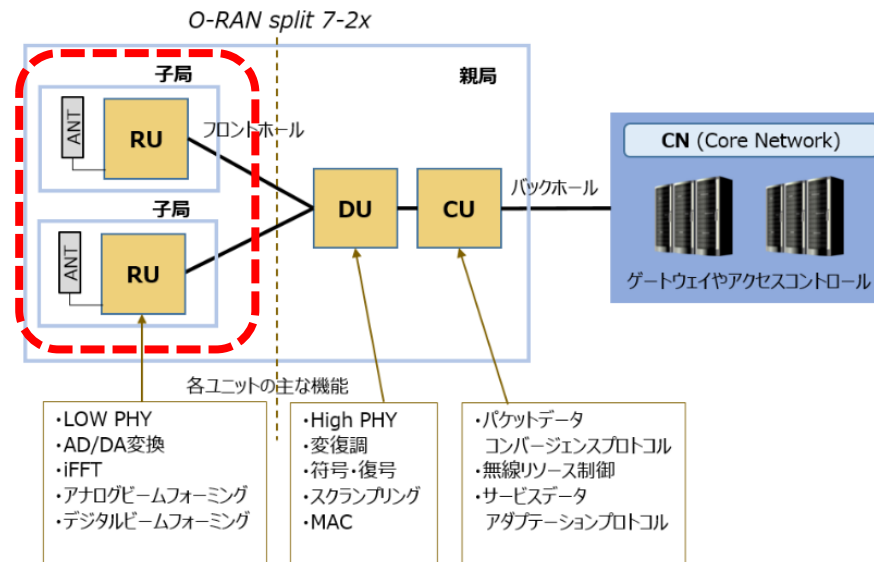 O-RAN split 7-2x
子局
親局
ANT
RU
フロントホール
CN (Core Network)
子局
DU
CU
バックホール
ANT
RU
ゲートウェイやアクセスコントロール
各ユニットの主な機能
・LOW PHY
・AD/DA変換
・iFFT
・アナログビームフォーミング
・デジタルビームフォーミング
・High PHY
・変復調
・符号・復号
・スクランブリング
・MAC
・パケットデータ
コンバージェンスプロトコル
・無線リソース制御
・サービスデータ
アダプテーションプロトコル